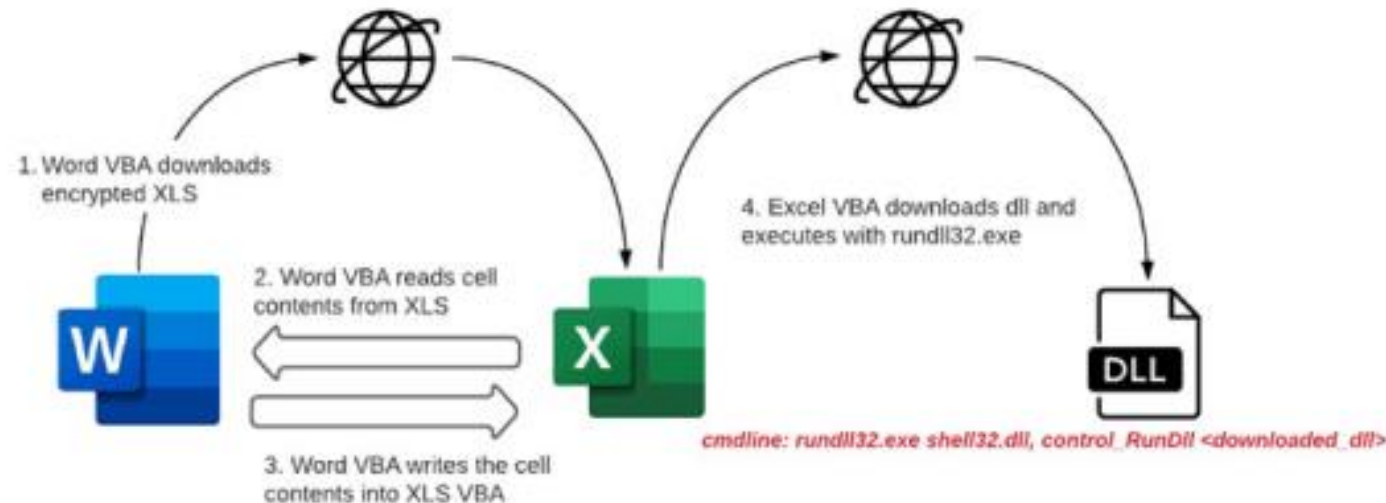 1. Word VBA downloads
encrypted XLS
2. Word VBA reads cell
contents from XLS
W
X
3. Word VBA writes the cell
contents into XLS VBA
4. Excel VBA downloads dll and
executes with rundll32.exe
DLL
cmdline: rundll32.exe shell32.dll, control_RunDll <downloaded_dll>